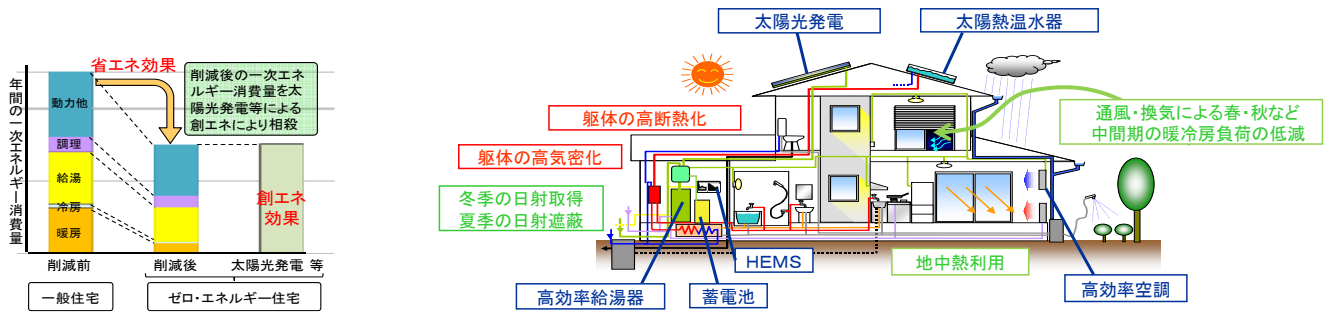 年間の一次エネルギー消費量
省エネ効果
削減後の一次エネ
ルギー消費量を太
陽光発電等による
創エネにより相殺
動力他
調理
給湯
冷房
暖房
創エネ
効果
削減前
削減後
太陽光発電 等
一般住宅
ゼロ・エネルギー住宅
太陽光発電
太陽熱温水器
躯体の高断熱化
通風・換気による春・秋など
中間期の暖冷房負荷の低減
躯体の高気密化
冬季の日射取得
夏季の日射遮蔽
HEMS
地中熱利用
高効率給湯器
蓄電池
高効率空調